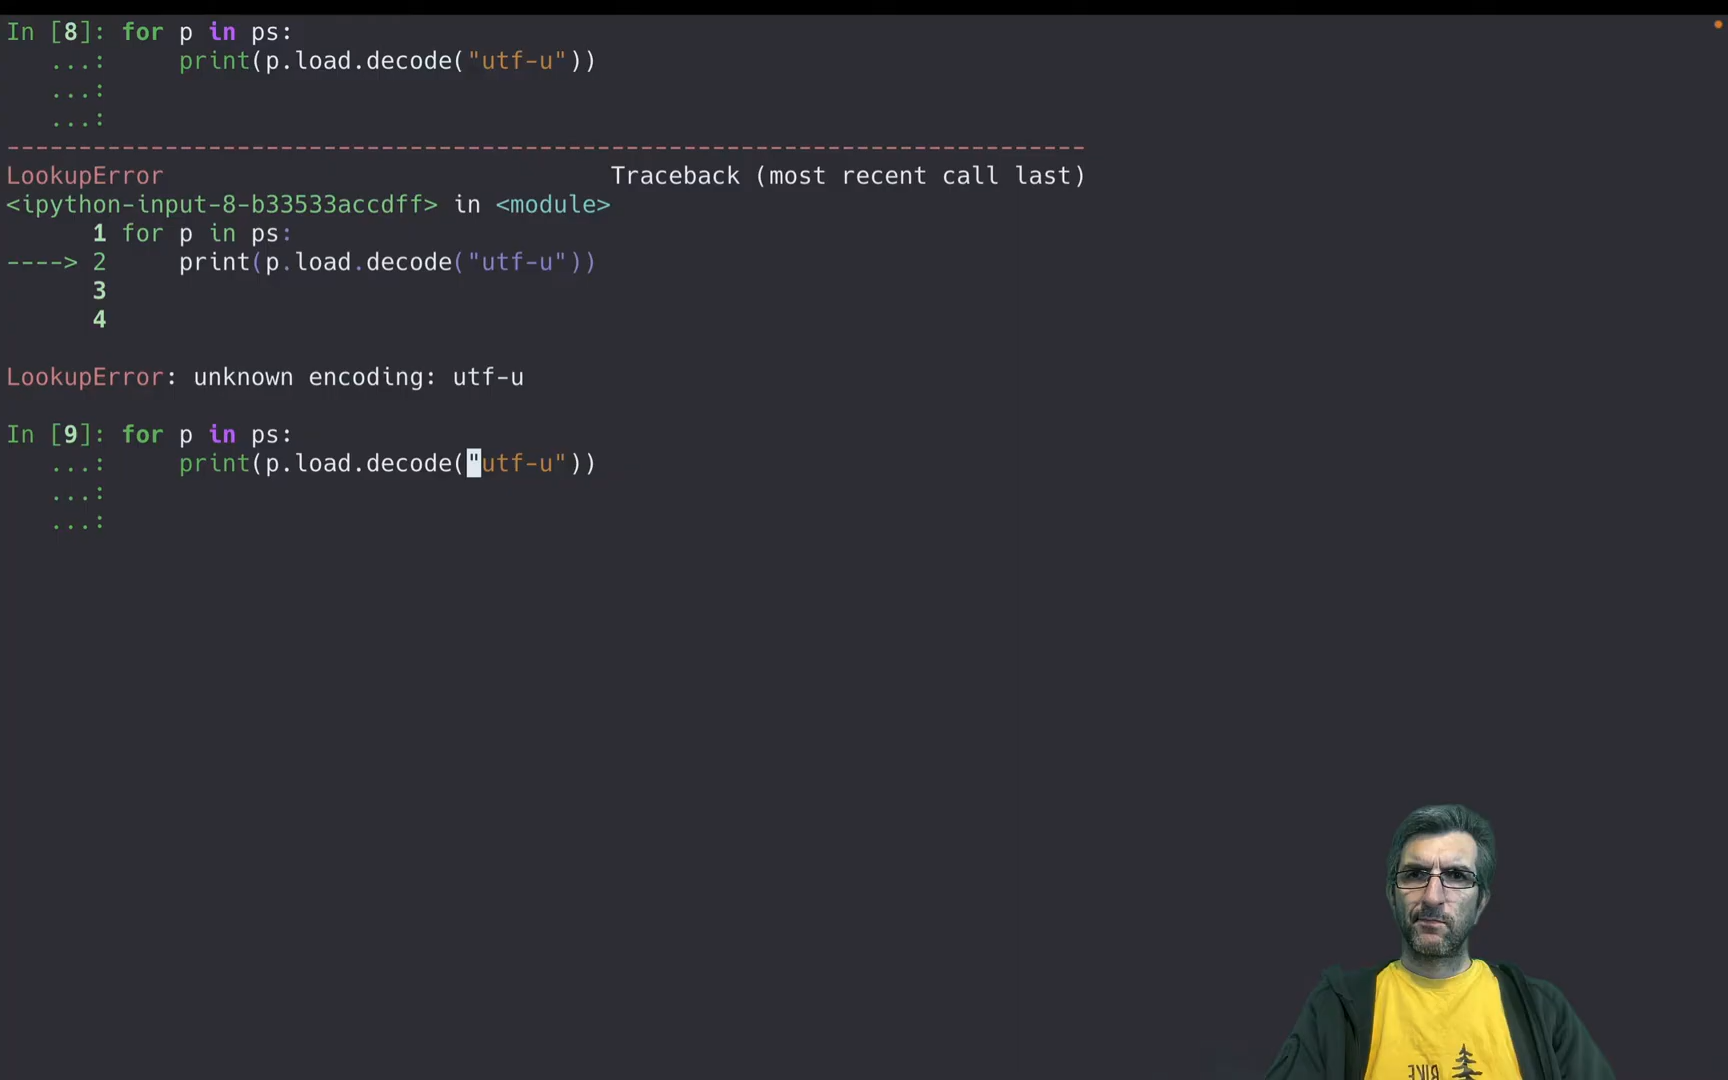 In [8]: for p in ps:
   ...:     print(p.load.decode("utf-u"))
   ...:
   ...:
---------------------------------------------------------------------------
LookupError                               Traceback (most recent call last)
<ipython-input-8-b33533accdff> in <module>
      1 for p in ps:
----> 2     print(p.load.decode("utf-u"))
      3
      4

LookupError: unknown encoding: utf-u

In [9]: for p in ps:
   ...:     print(p.load.decode("utf-u"))
   ...:
   ...:
BIKE